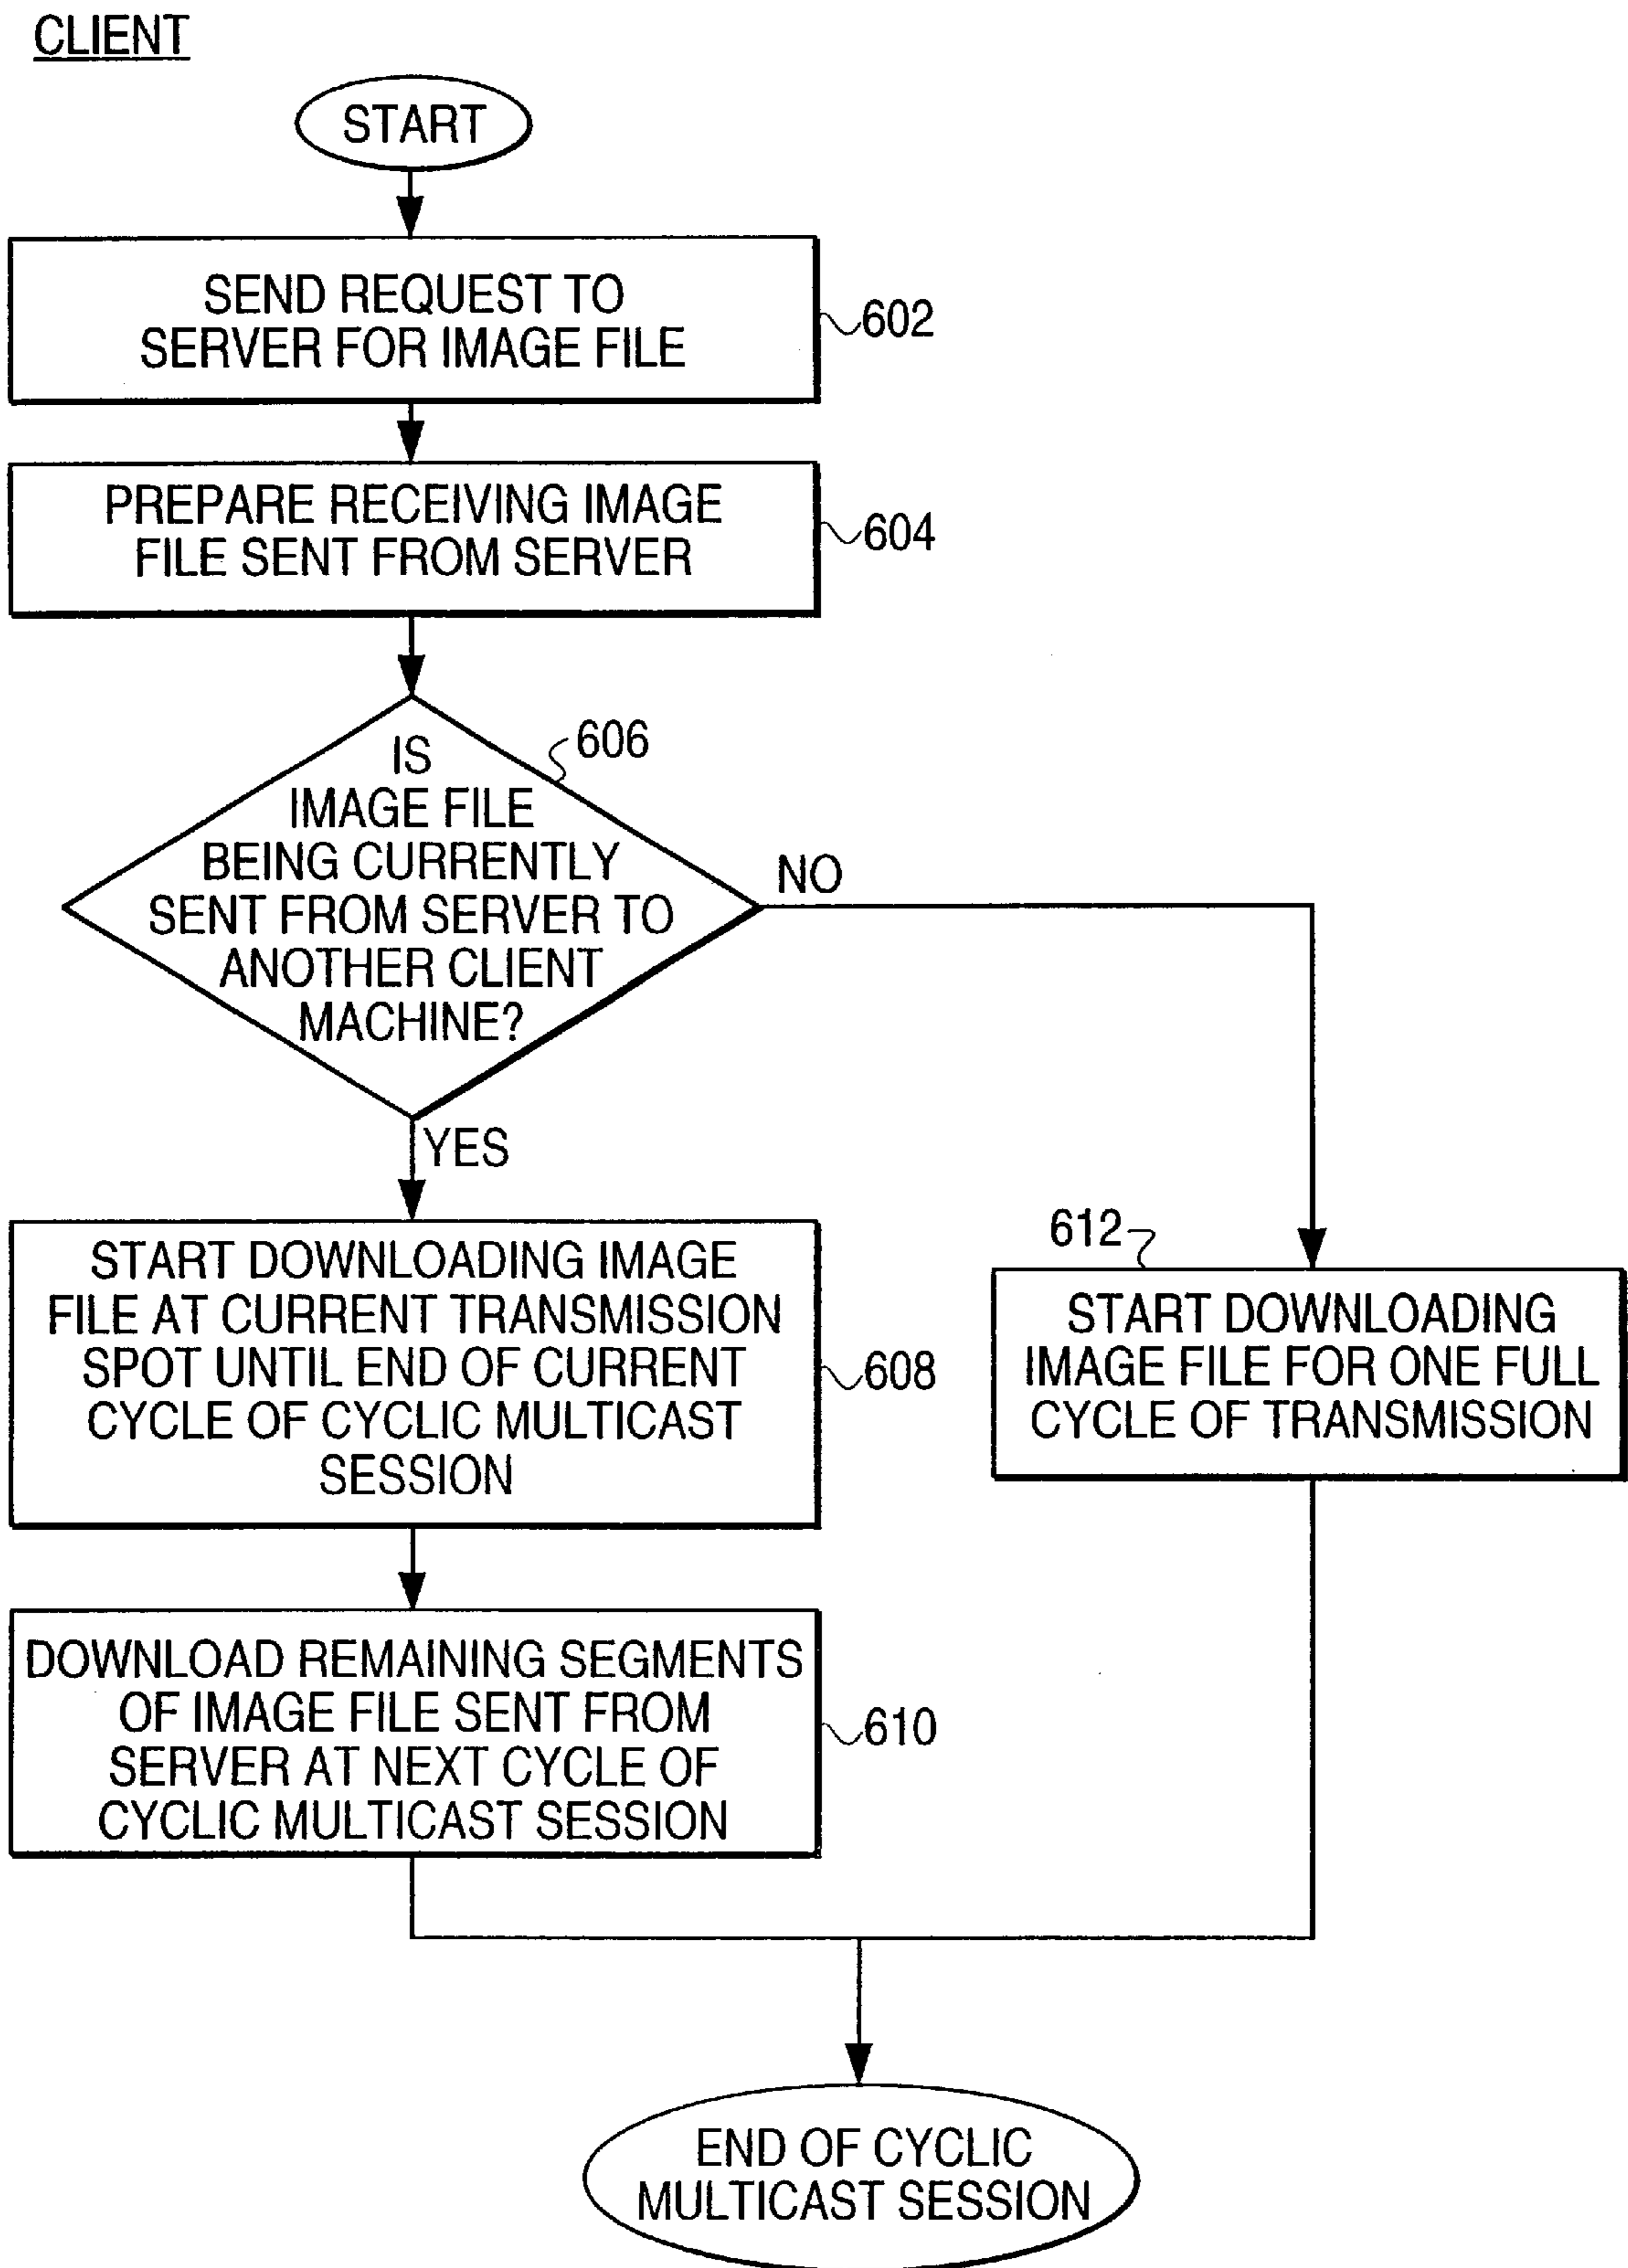 CLIENT
START
SEND REQUEST TO
SERVER FOR IMAGE FILE
602
PREPARE RECEIVING IMAGE
FILE SENT FROM SERVER
604
606
IS
IMAGE FILE
BEING CURRENTLY
SENT FROM SERVER TO
ANOTHER CLIENT
MACHINE?
NO
YES
START DOWNLOADING IMAGE
FILE AT CURRENT TRANSMISSION
SPOT UNTIL END OF CURRENT
CYCLE OF CYCLIC MULTICAST
SESSION
608
612
START DOWNLOADING
IMAGE FILE FOR ONE FULL
CYCLE OF TRANSMISSION
DOWNLOAD REMAINING SEGMENTS
OF IMAGE FILE SENT FROM
SERVER AT NEXT CYCLE OF
CYCLIC MULTICAST SESSION
610
END OF CYCLIC
MULTICAST SESSION